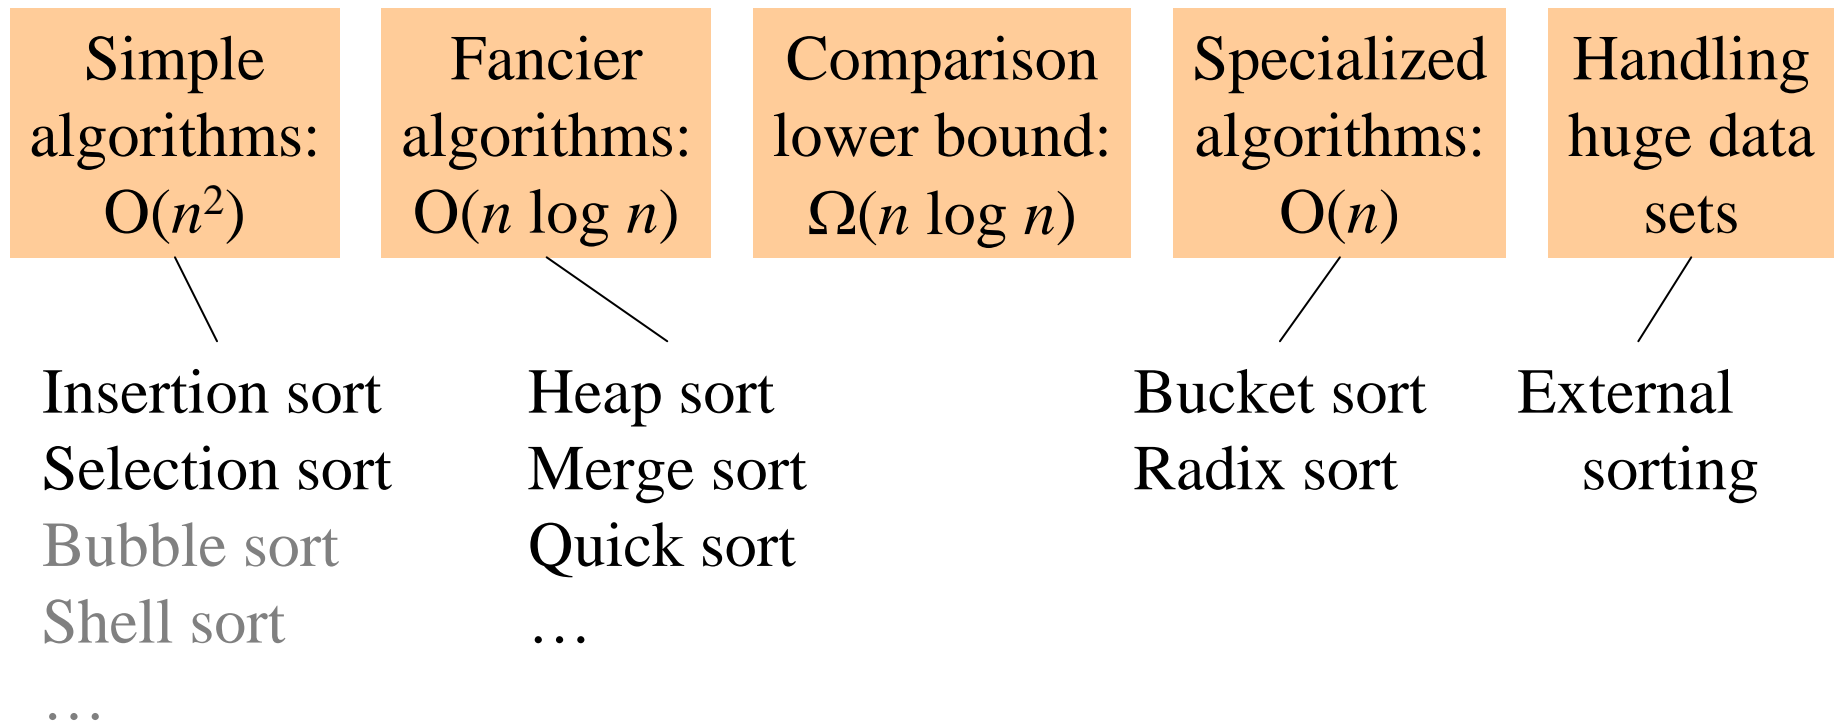 Simple
algorithms:
O(n²)
Fancier
algorithms:
O(n log n)
Comparison
lower bound:
Ω(n log n)
Specialized
algorithms:
O(n)
Handling
huge data
sets
Insertion sort
Selection sort
Bubble sort
Shell sort
…
Heap sort
Merge sort
Quick sort
…
Bucket sort
Radix sort
External
sorting